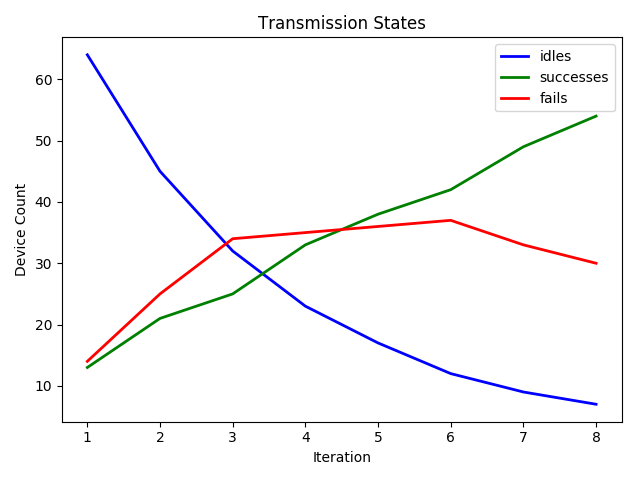 Transmission States
idles
successes
fails
60
50
40
30
20
10
Device Count
1 2 3 4 5 6 7 8
Iteration